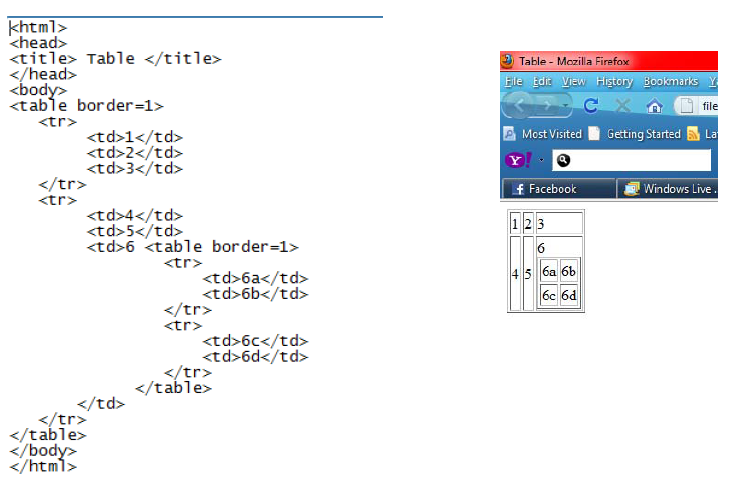 <html>
<head>
<title> Table </title>
</head>
<body>
<table border=1>
<tr>
<td>1</td>
<td>2</td>
<td>3</td>
</tr>
<tr>
<td>4</td>
<td>5</td>
<td>6 <table border=1>
<tr>
<td>6a</td>
<td>6b</td>
</tr>
<tr>
<td>6c</td>
<td>6d</td>
</tr>
</table>
</td>
</tr>
</table>
</body>
</html>
Table - Mozilla Firefox
File Edit View History Bookmarks Y
file
Most Visited Getting Started La
Y!
Facebook Windows Live .
1 2 3
6
4 5 6a 6b
6c 6d